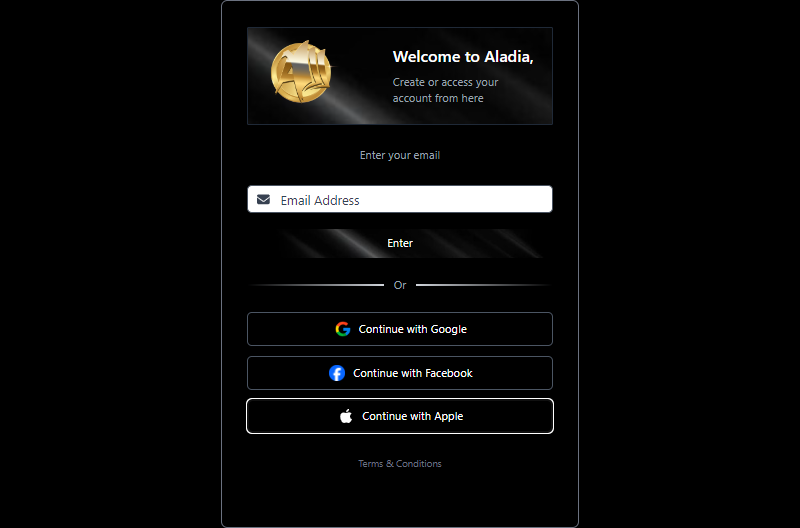 Welcome to Aladia,
Create or access your
account from here
Enter your email
Email Address
Enter
Or
Continue with Google
Continue with Facebook
Continue with Apple
Terms & Conditions